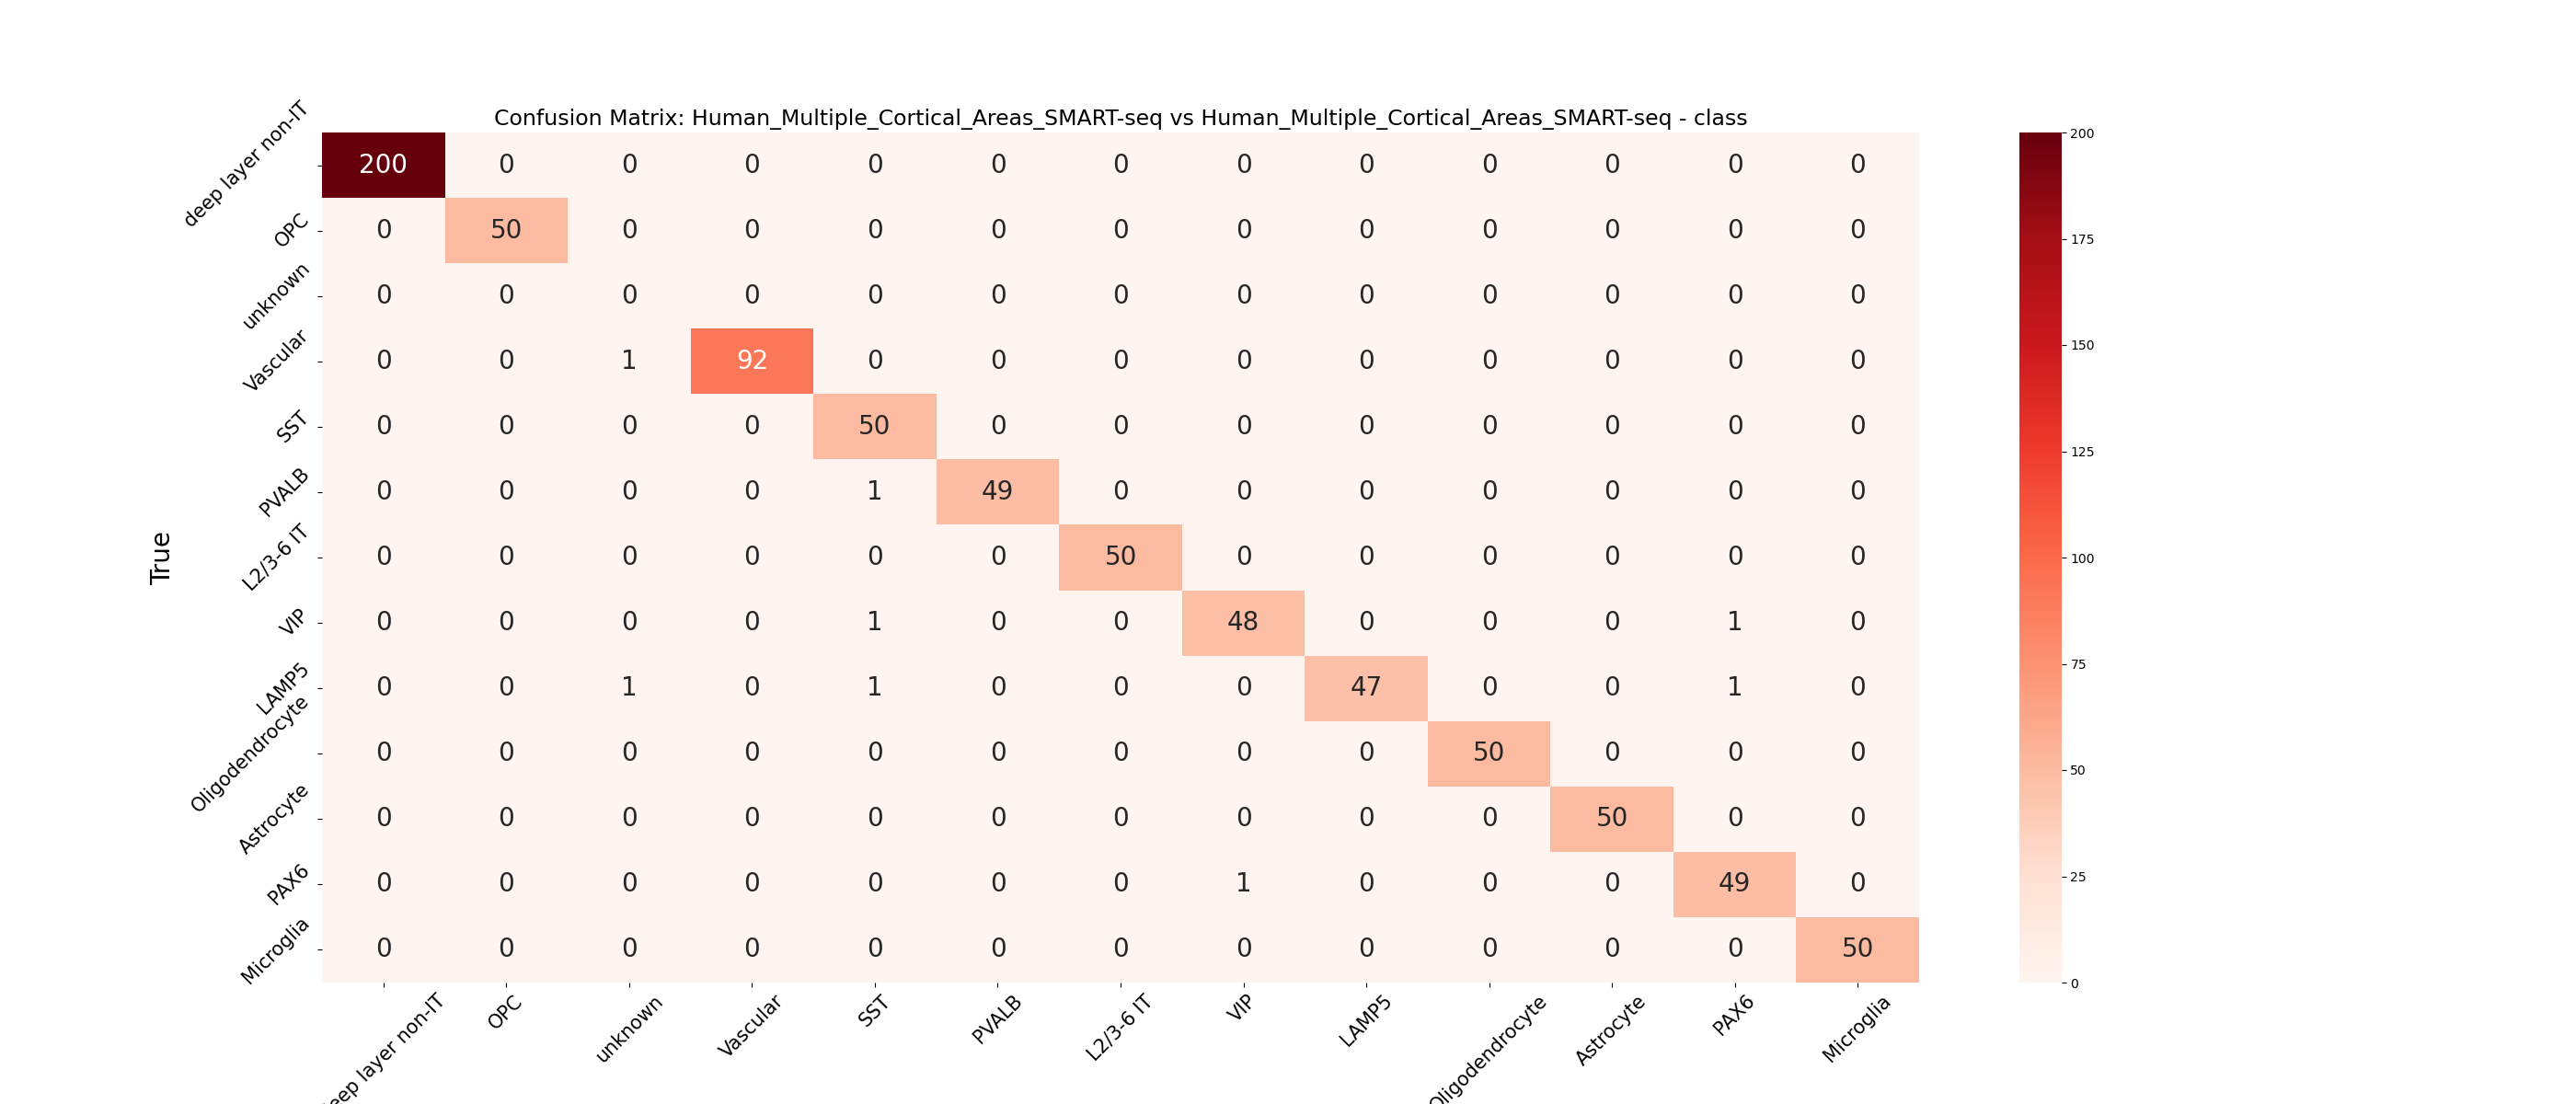 Confusion Matrix: Human_Multiple_Cortical_Areas_SMART-seq vs Human_Multiple_Cortical_Areas_SMART-seq - class
True
deep layer non-IT 200 0 0 0 0 0 0 0 0 0 0 0 0
OPC 0 50 0 0 0 0 0 0 0 0 0 0 0
unknown 0 0 0 0 0 0 0 0 0 0 0 0 0
Vascular 0 0 1 92 0 0 0 0 0 0 0 0 0
SST 0 0 0 0 50 0 0 0 0 0 0 0 0
PVALB 0 0 0 0 1 49 0 0 0 0 0 0 0
L2/3-6 IT 0 0 0 0 0 0 50 0 0 0 0 0 0
VIP 0 0 0 0 1 0 0 48 0 0 0 1 0
LAMP5 0 0 1 0 1 0 0 0 47 0 0 1 0
Oligodendrocyte 0 0 0 0 0 0 0 0 0 50 0 0 0
Astrocyte 0 0 0 0 0 0 0 0 0 0 50 0 0
PAX6 0 0 0 0 0 0 0 1 0 0 0 49 0
Microglia 0 0 0 0 0 0 0 0 0 0 0 0 50
layer non-IT OPC unknown Vascular SST PVALB L2/3-6 IT VIP LAMP5 Oligodendrocyte Astrocyte PAX6 Microglia
200
175
150
125
100
75
50
25
0